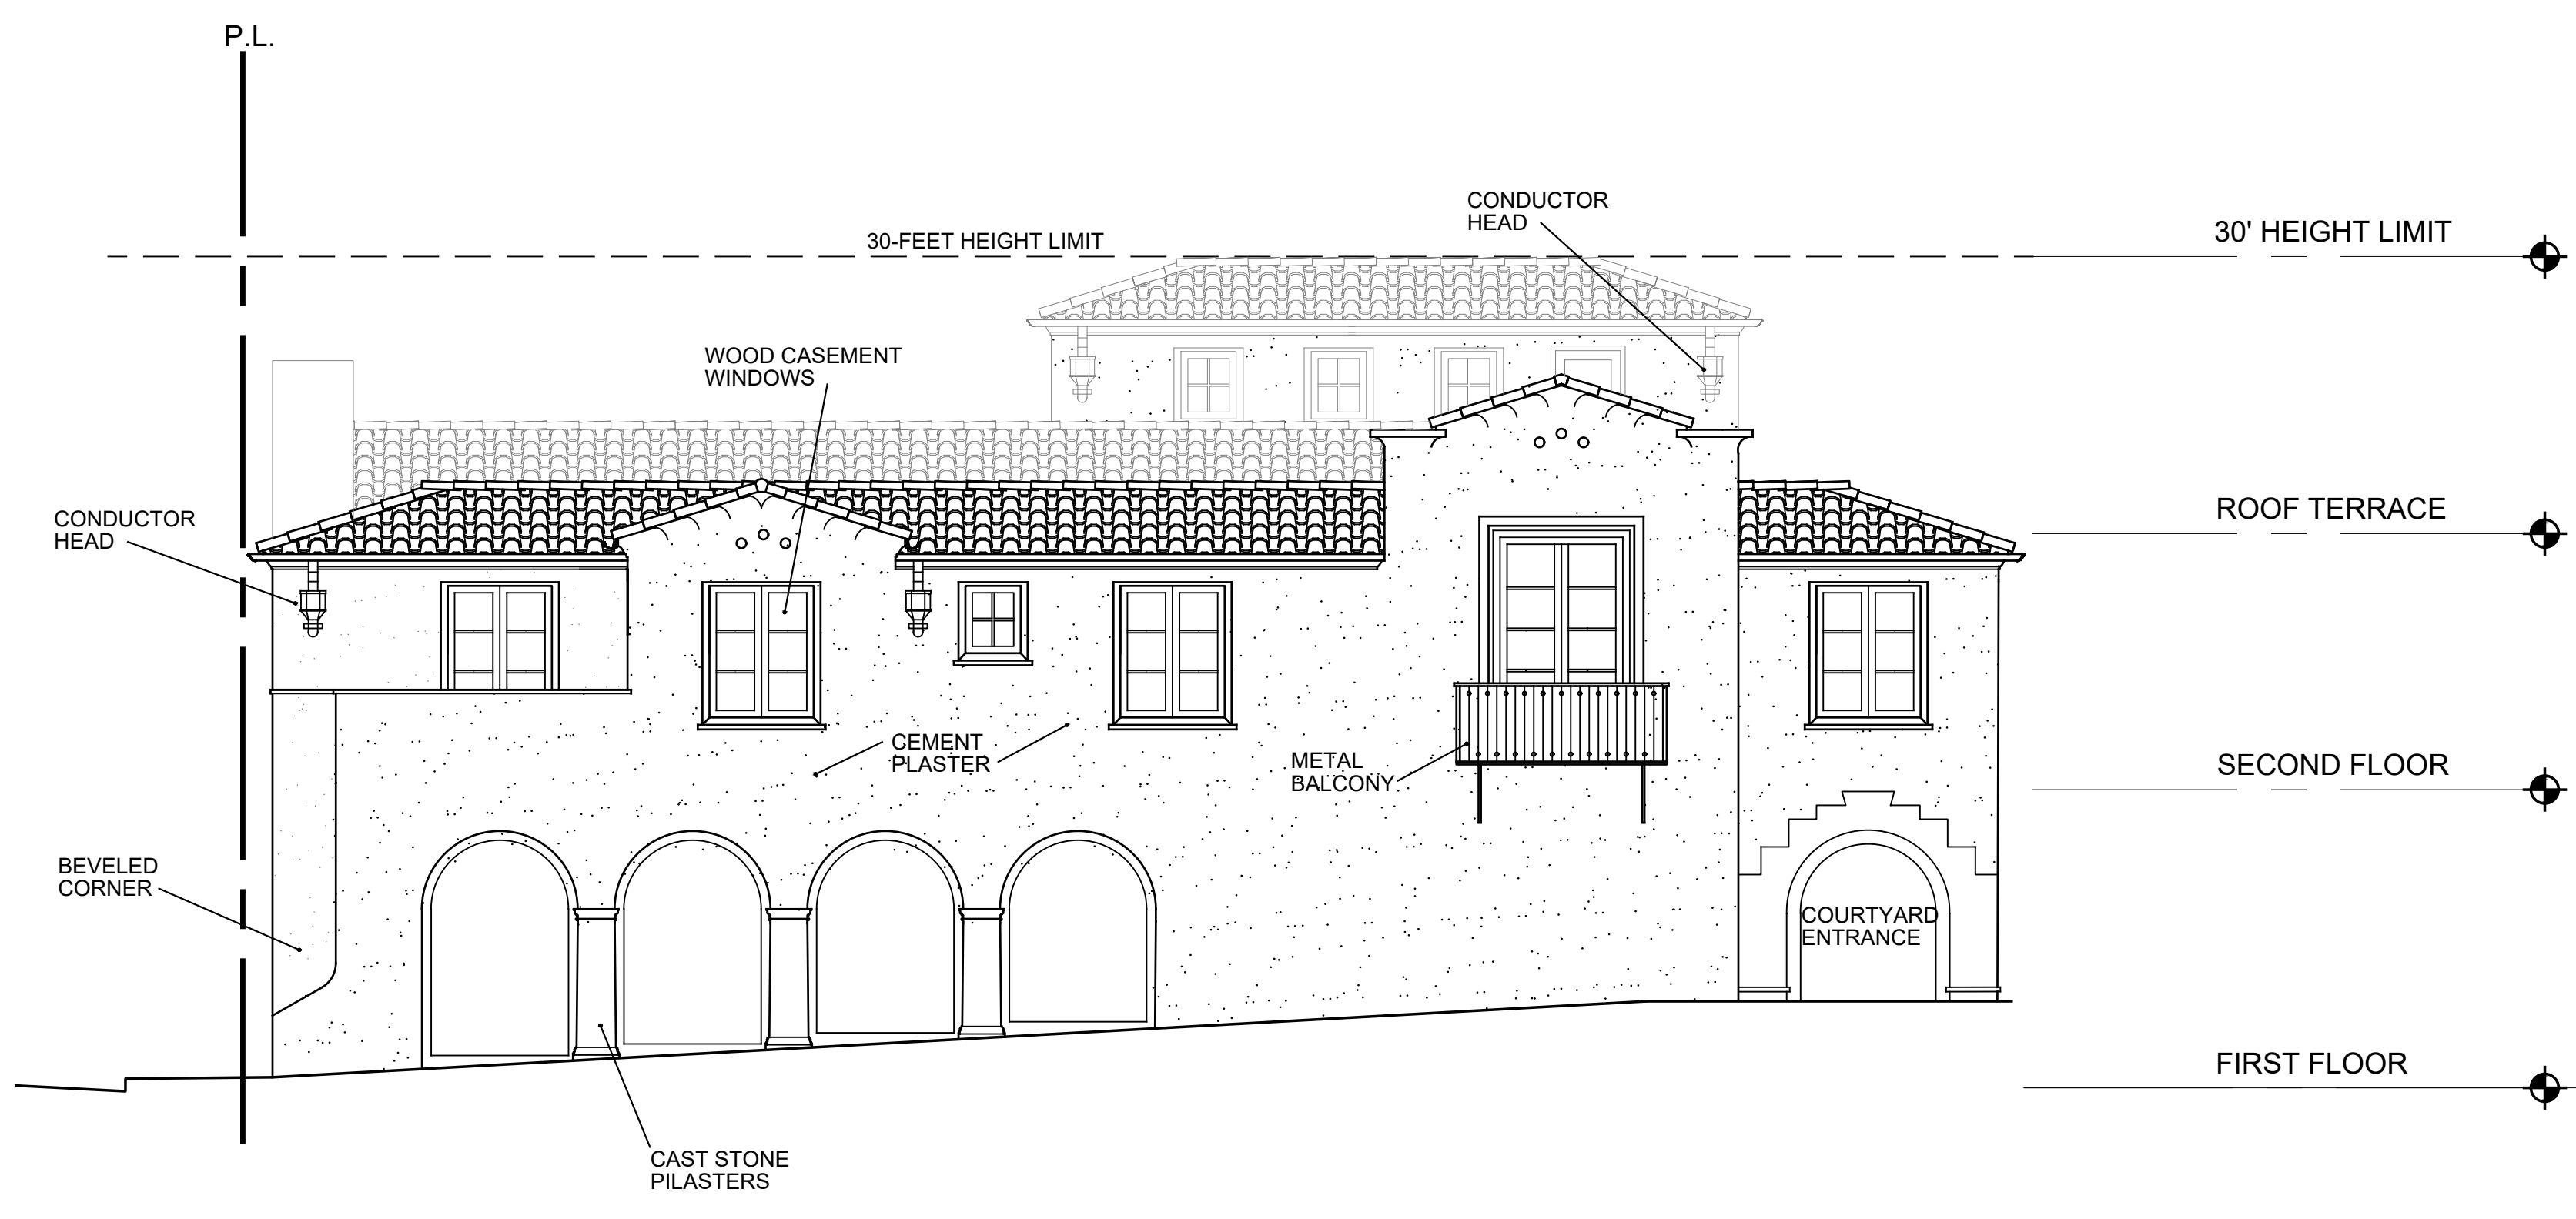 P.L.
CONDUCTOR
HEAD
30-FEET HEIGHT LIMIT
30' HEIGHT LIMIT
WOOD CASEMENT
WINDOWS
CONDUCTOR
HEAD
ROOF TERRACE
CEMENT
PLASTER
METAL
BALCONY
SECOND FLOOR
BEVELED
CORNER
COURTYARD
ENTRANCE
FIRST FLOOR
CAST STONE
PILASTERS